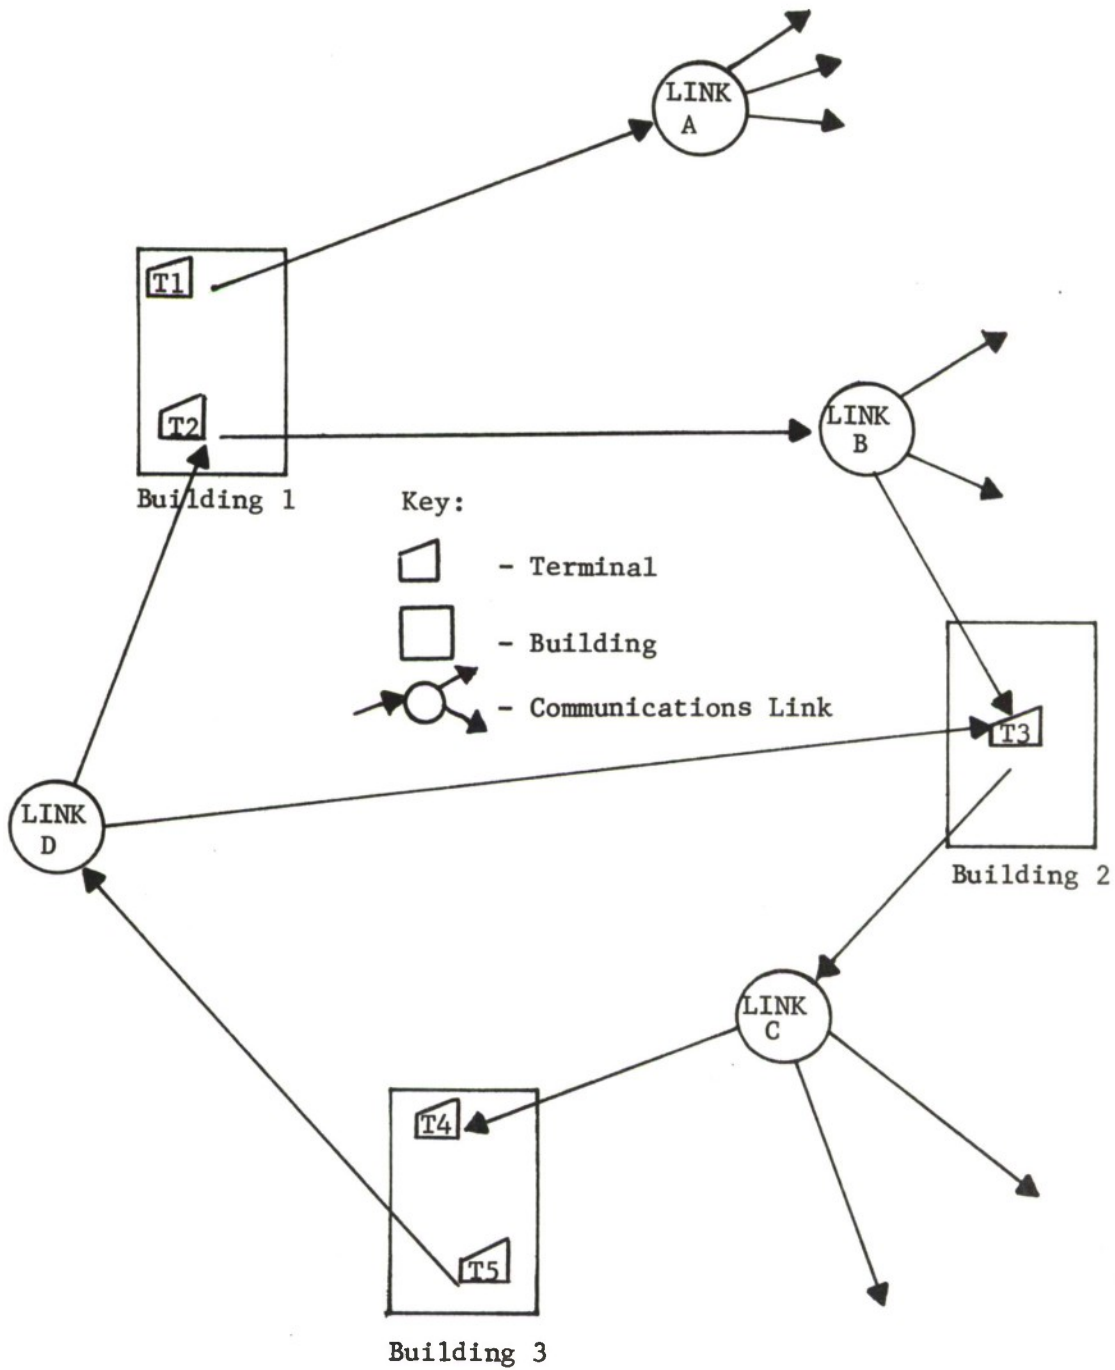 LINK
A
T1
T2
Building 1
LINK
B
Key:
- Terminal
- Building
- Communications Link
T3
Building 2
LINK
D
LINK
C
T4
T5
Building 3